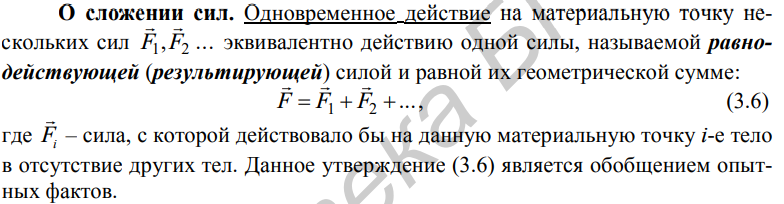 О сложении сил. Одновременное действие на материальную точку не-
скольких сил F⃗₁, F⃗₂ ... эквивалентно действию одной силы, называемой равно-
действующей (результирующей) силой и равной их геометрической сумме:
F⃗ = F⃗₁ + F⃗₂ + ..., (3.6)
где F⃗ᵢ – сила, с которой действовало бы на данную материальную точку i-е тело
в отсутствие других тел. Данное утверждение (3.6) является обобщением опыт-
ных фактов.